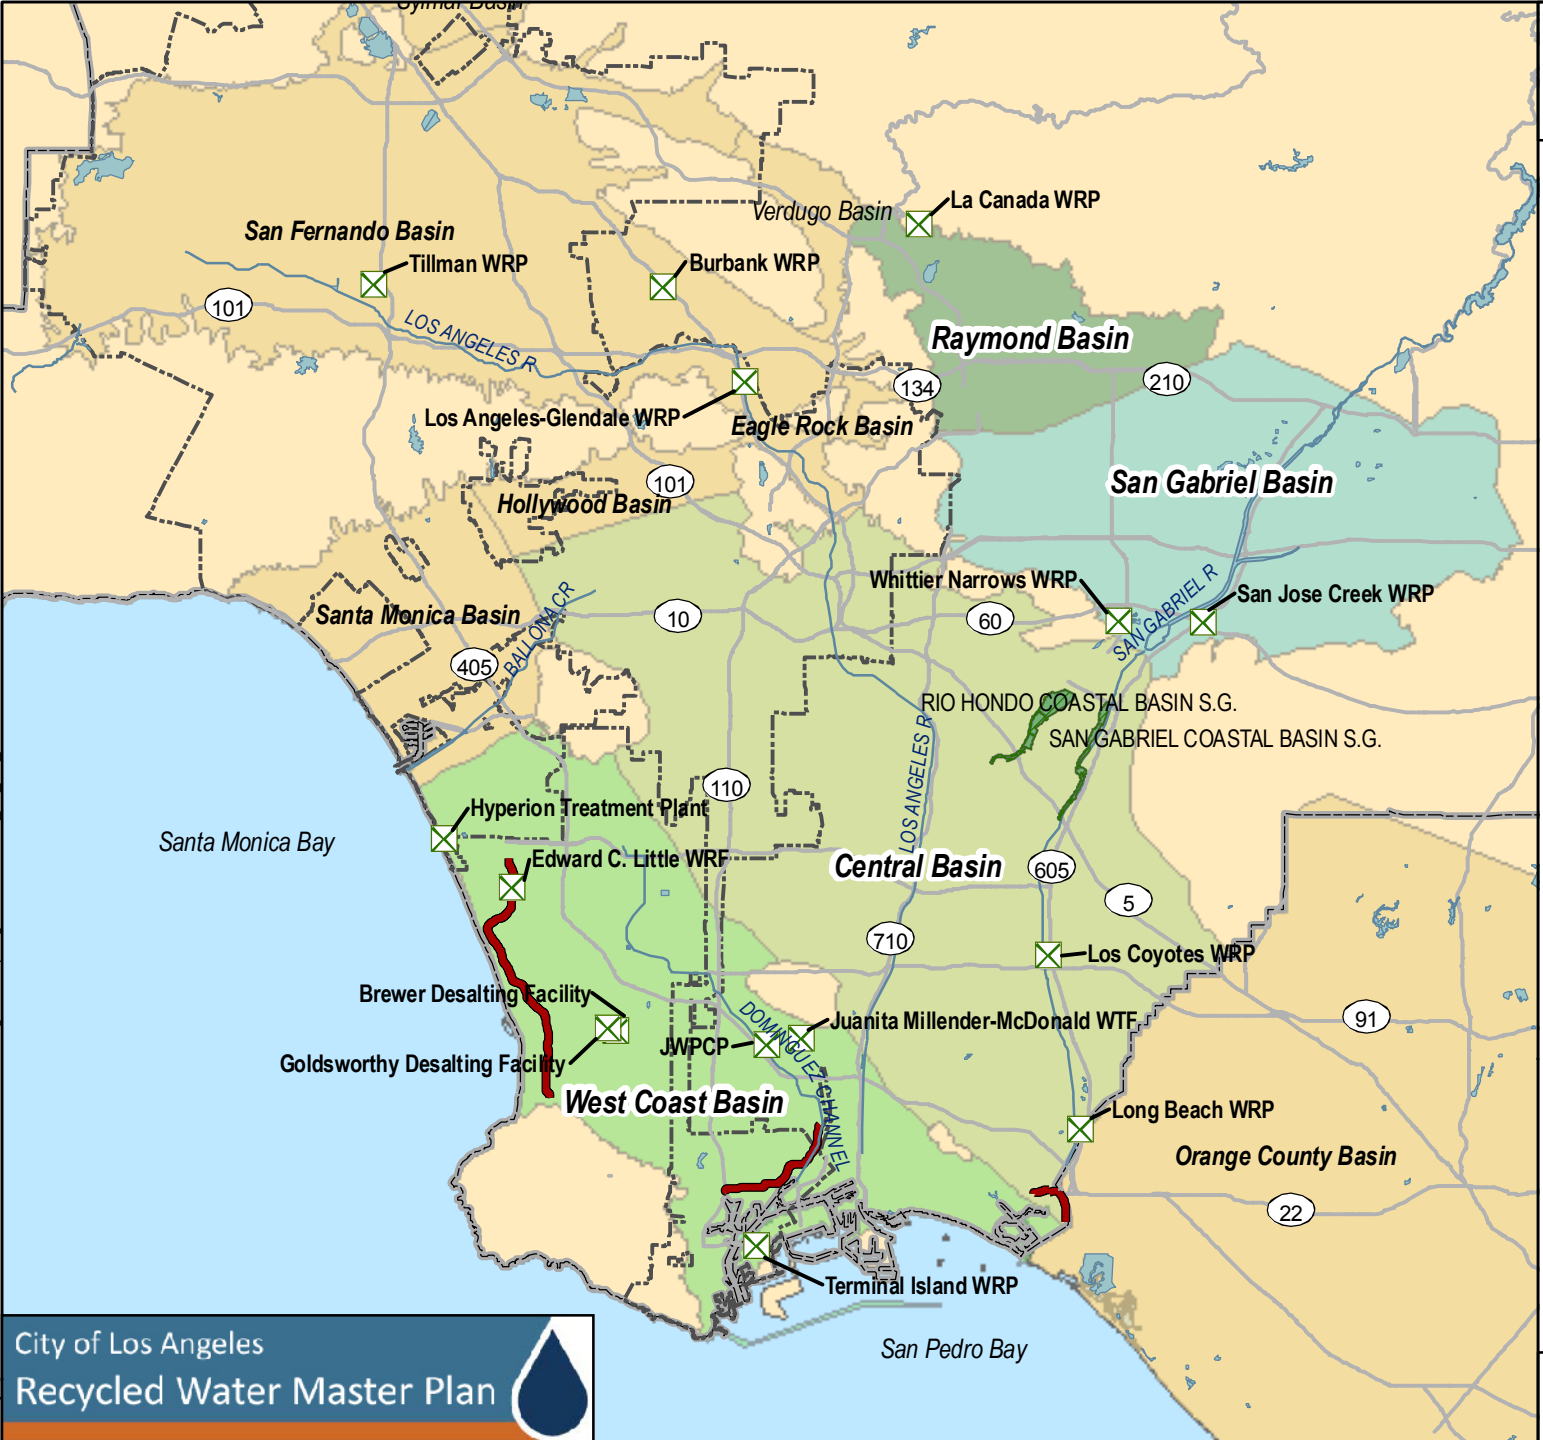 Sylmar Basin
La Canada WRP
Verdugo Basin
San Fernando Basin
Tillman WRP
Burbank WRP
101
LOS ANGELES R
Raymond Basin
134
210
Los Angeles-Glendale WRP
Eagle Rock Basin
101
San Gabriel Basin
Hollywood Basin
Whittier Narrows WRP
San Jose Creek WRP
SAN GABRIEL R
Santa Monica Basin
BALLONA CR
10
60
405
RIO HONDO COASTAL BASIN S.G.
SAN GABRIEL COASTAL BASIN S.G.
LOS ANGELES R
110
Hyperion Treatment Plant
Santa Monica Bay
Edward C. Little WRF
Central Basin
605
5
710
Los Coyotes WRP
Brewer Desalting Facility
DOMINGUEZ CHANNEL
Juanita Millender-McDonald WTF
91
JWPCP
Goldsworthy Desalting Facility
West Coast Basin
Long Beach WRP
Orange County Basin
22
Terminal Island WRP
San Pedro Bay
City of Los Angeles
Recycled Water Master Plan